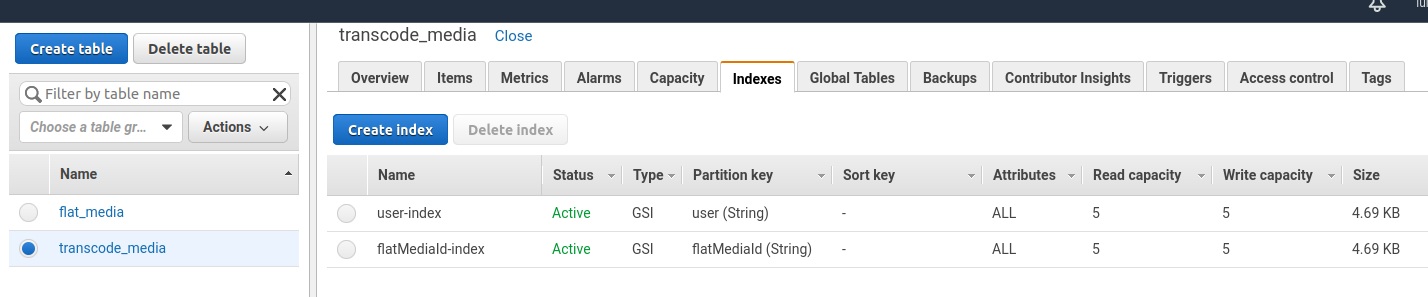 Create table Delete table
Filter by table name
Choose a table gr... Actions
Name
flat_media
transcode_media
transcode_media Close
Overview Items Metrics Alarms Capacity Indexes Global Tables Backups Contributor Insights Triggers Access control Tags
Create index Delete index
Name Status Type Partition key Sort key Attributes Read capacity Write capacity Size
user-index Active GSI user (String) - ALL 5 5 4.69 KB
flatMediaId-index Active GSI flatMediaId (String) - ALL 5 5 4.69 KB